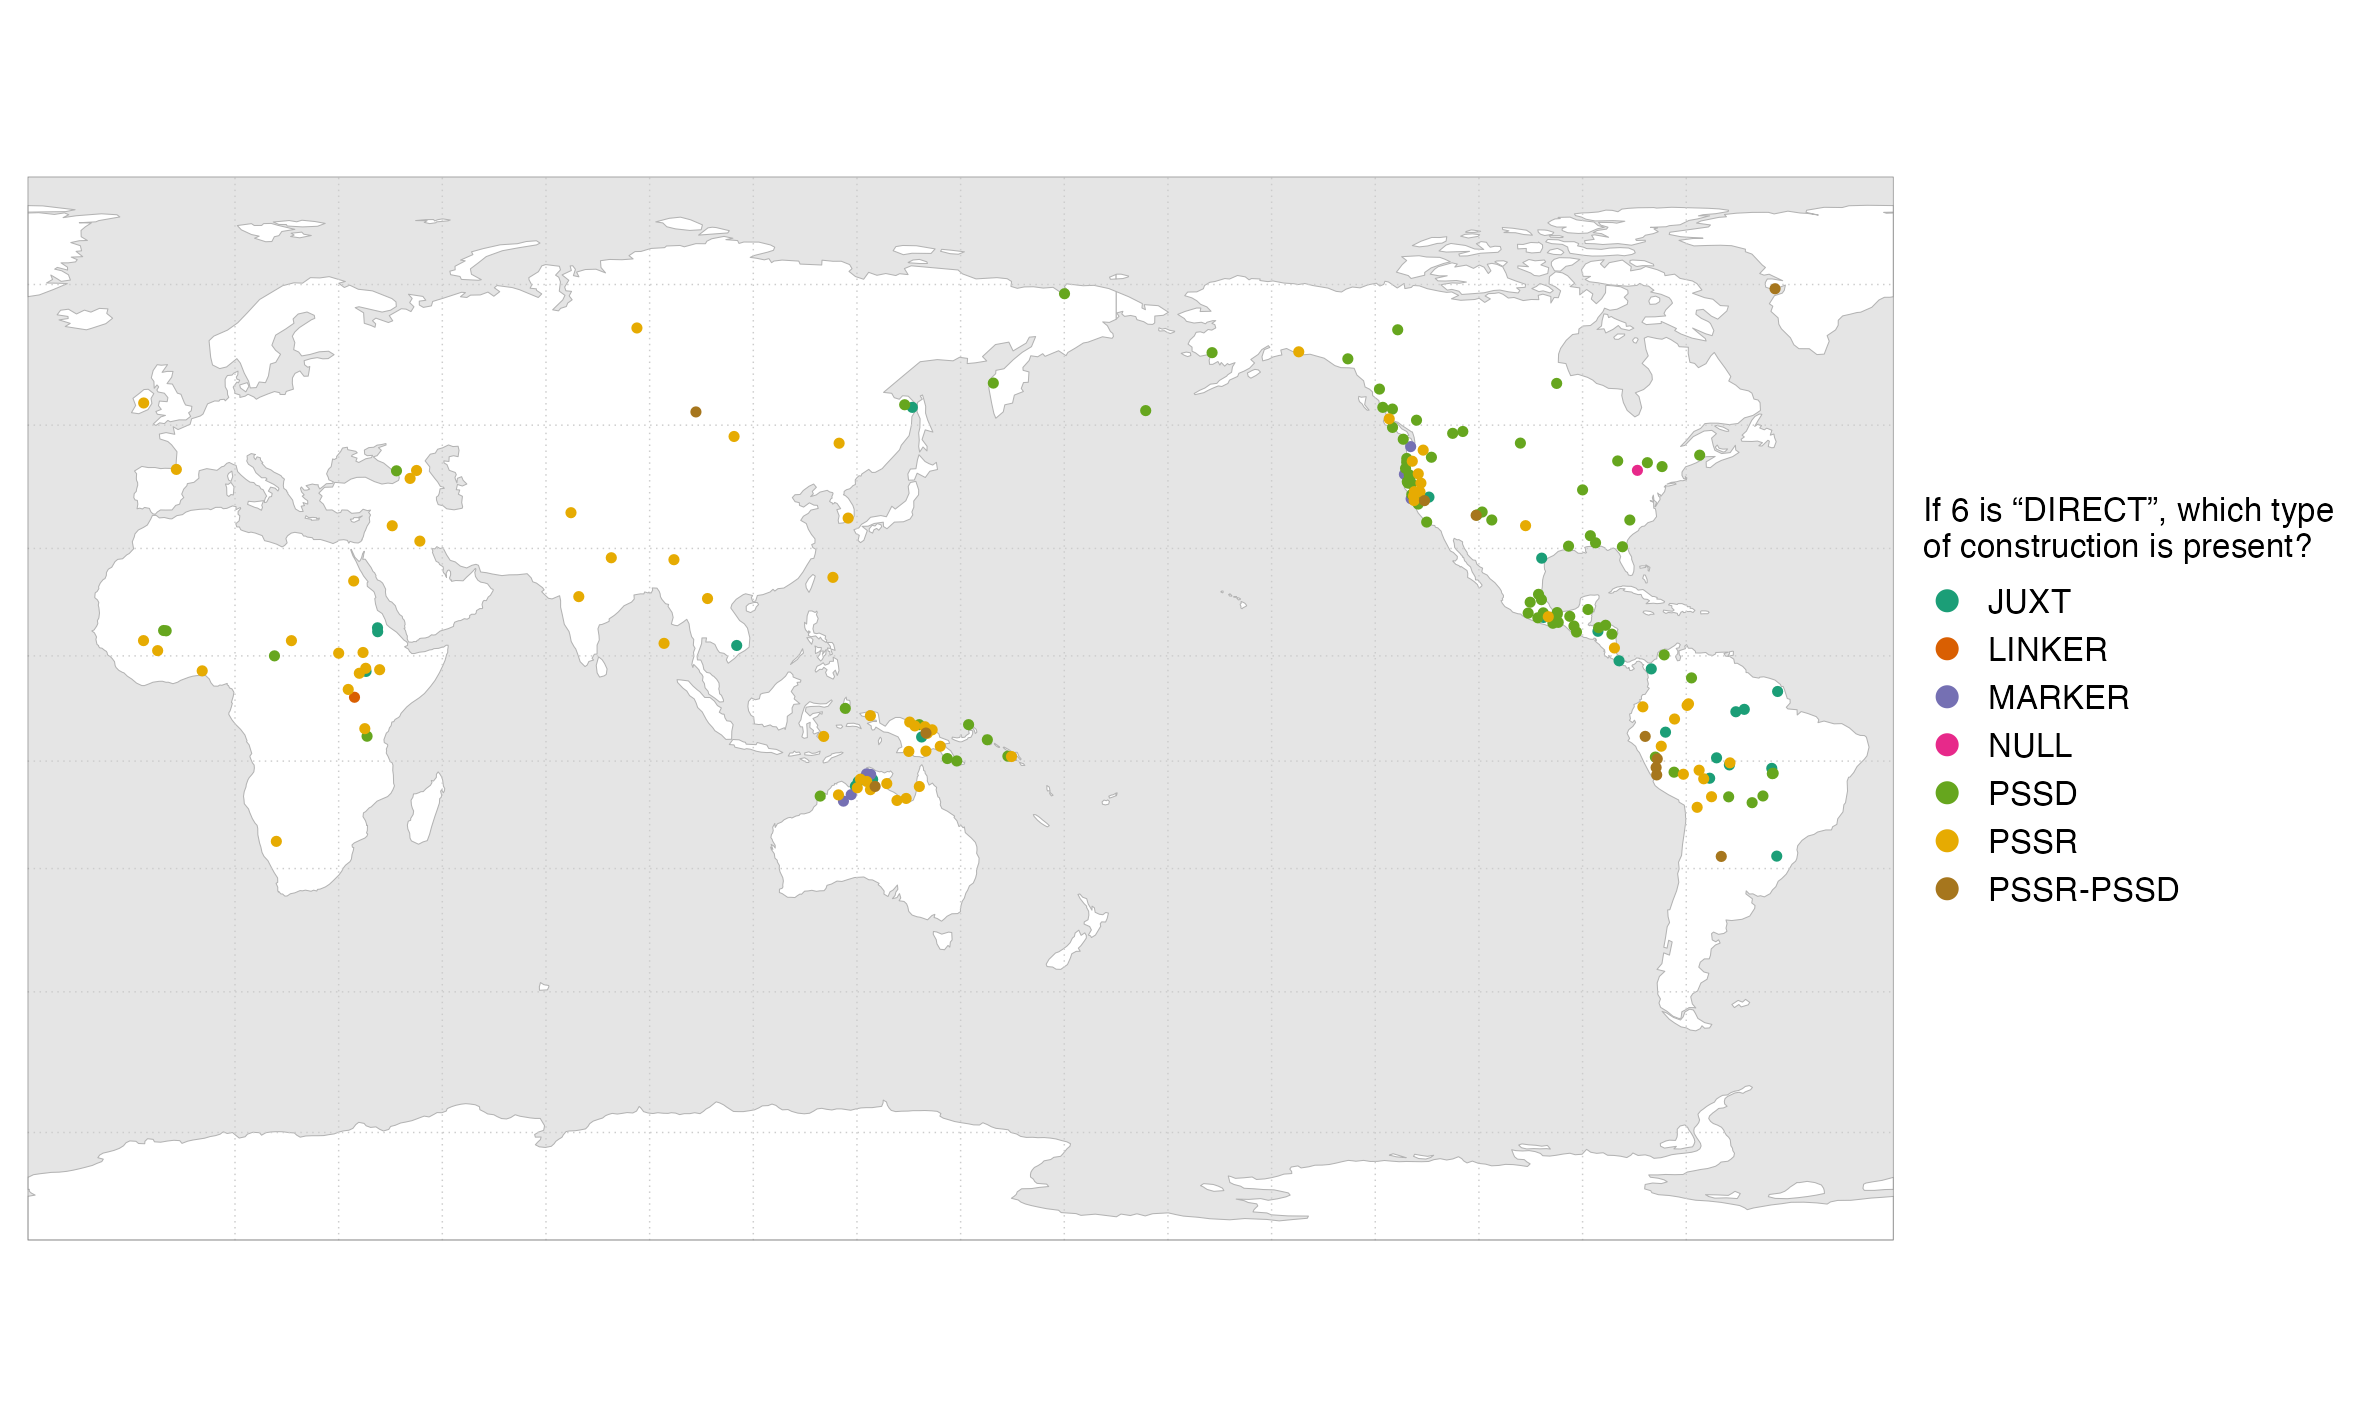 If 6 is “DIRECT”, which type
of construction is present?
JUXT
LINKER
MARKER
NULL
PSSD
PSSR
PSSR-PSSD